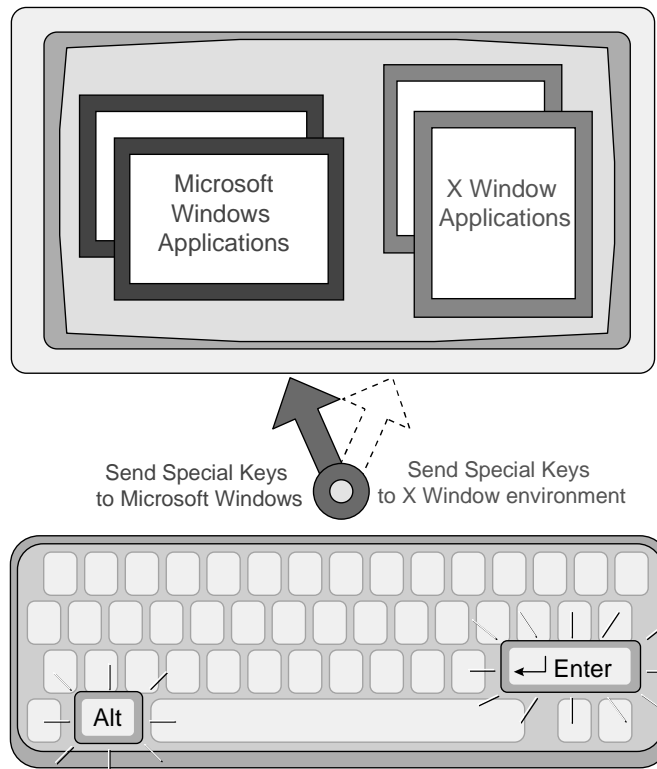 Microsoft
Windows
Applications
X Window
Applications
Send Special Keys
to Microsoft Windows
Send Special Keys
to X Window environment
Enter
Alt